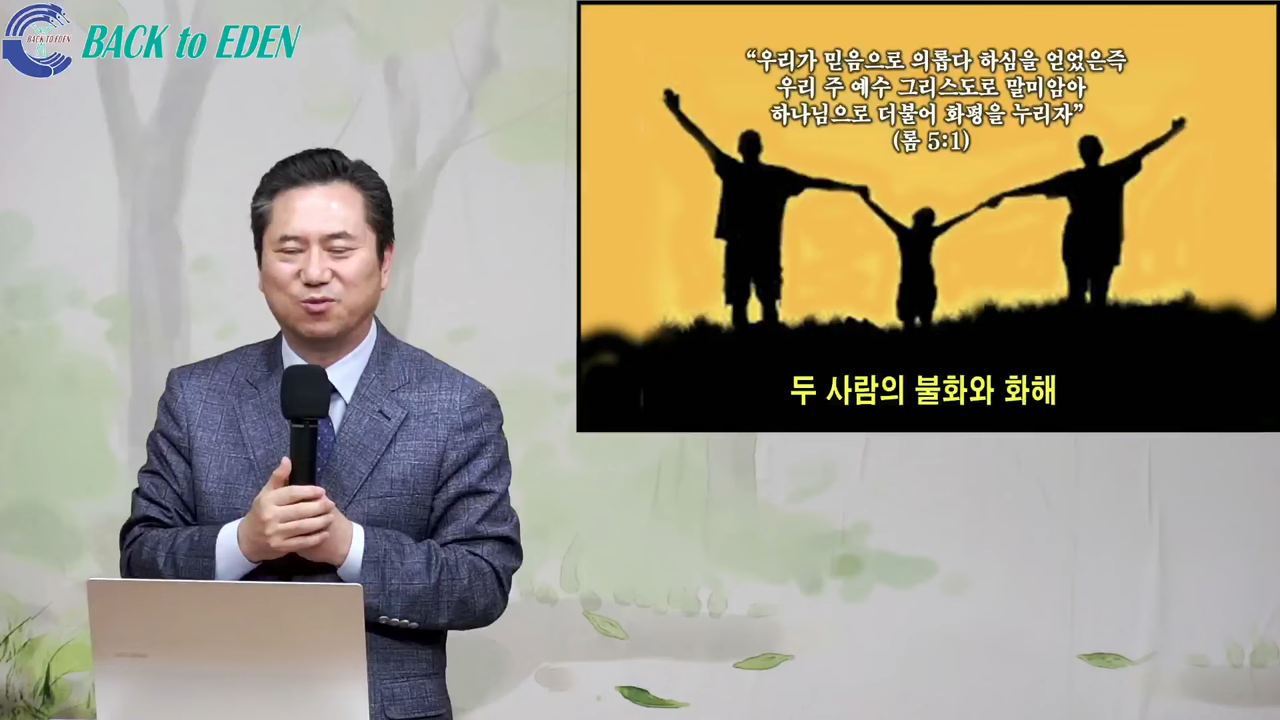 BACK TO EDEN
BACK to EDEN
“우리가 믿음으로 의롭다 하심을 얻었은즉
우리 주 예수 그리스도로 말미암아
하나님으로 더불어 화평을 누리자”
(롬 5:1)
두 사람의 불화와 화해